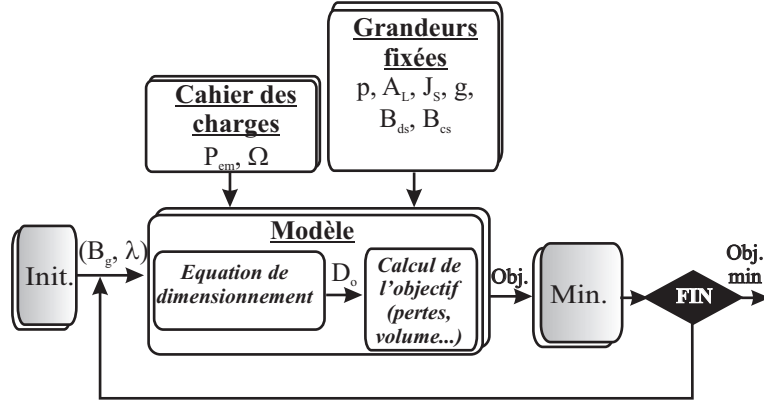 Grandeurs
fixées
p, A_L, J_S, g,
B_ds, B_cs
Cahier des
charges
P_em, Ω
Modèle
Init.
(B_g, λ)
Equation de
dimensionnement
D_o
Calcul de
l'objectif
(pertes,
volume...)
Obj.
Min.
FIN
Obj.
min